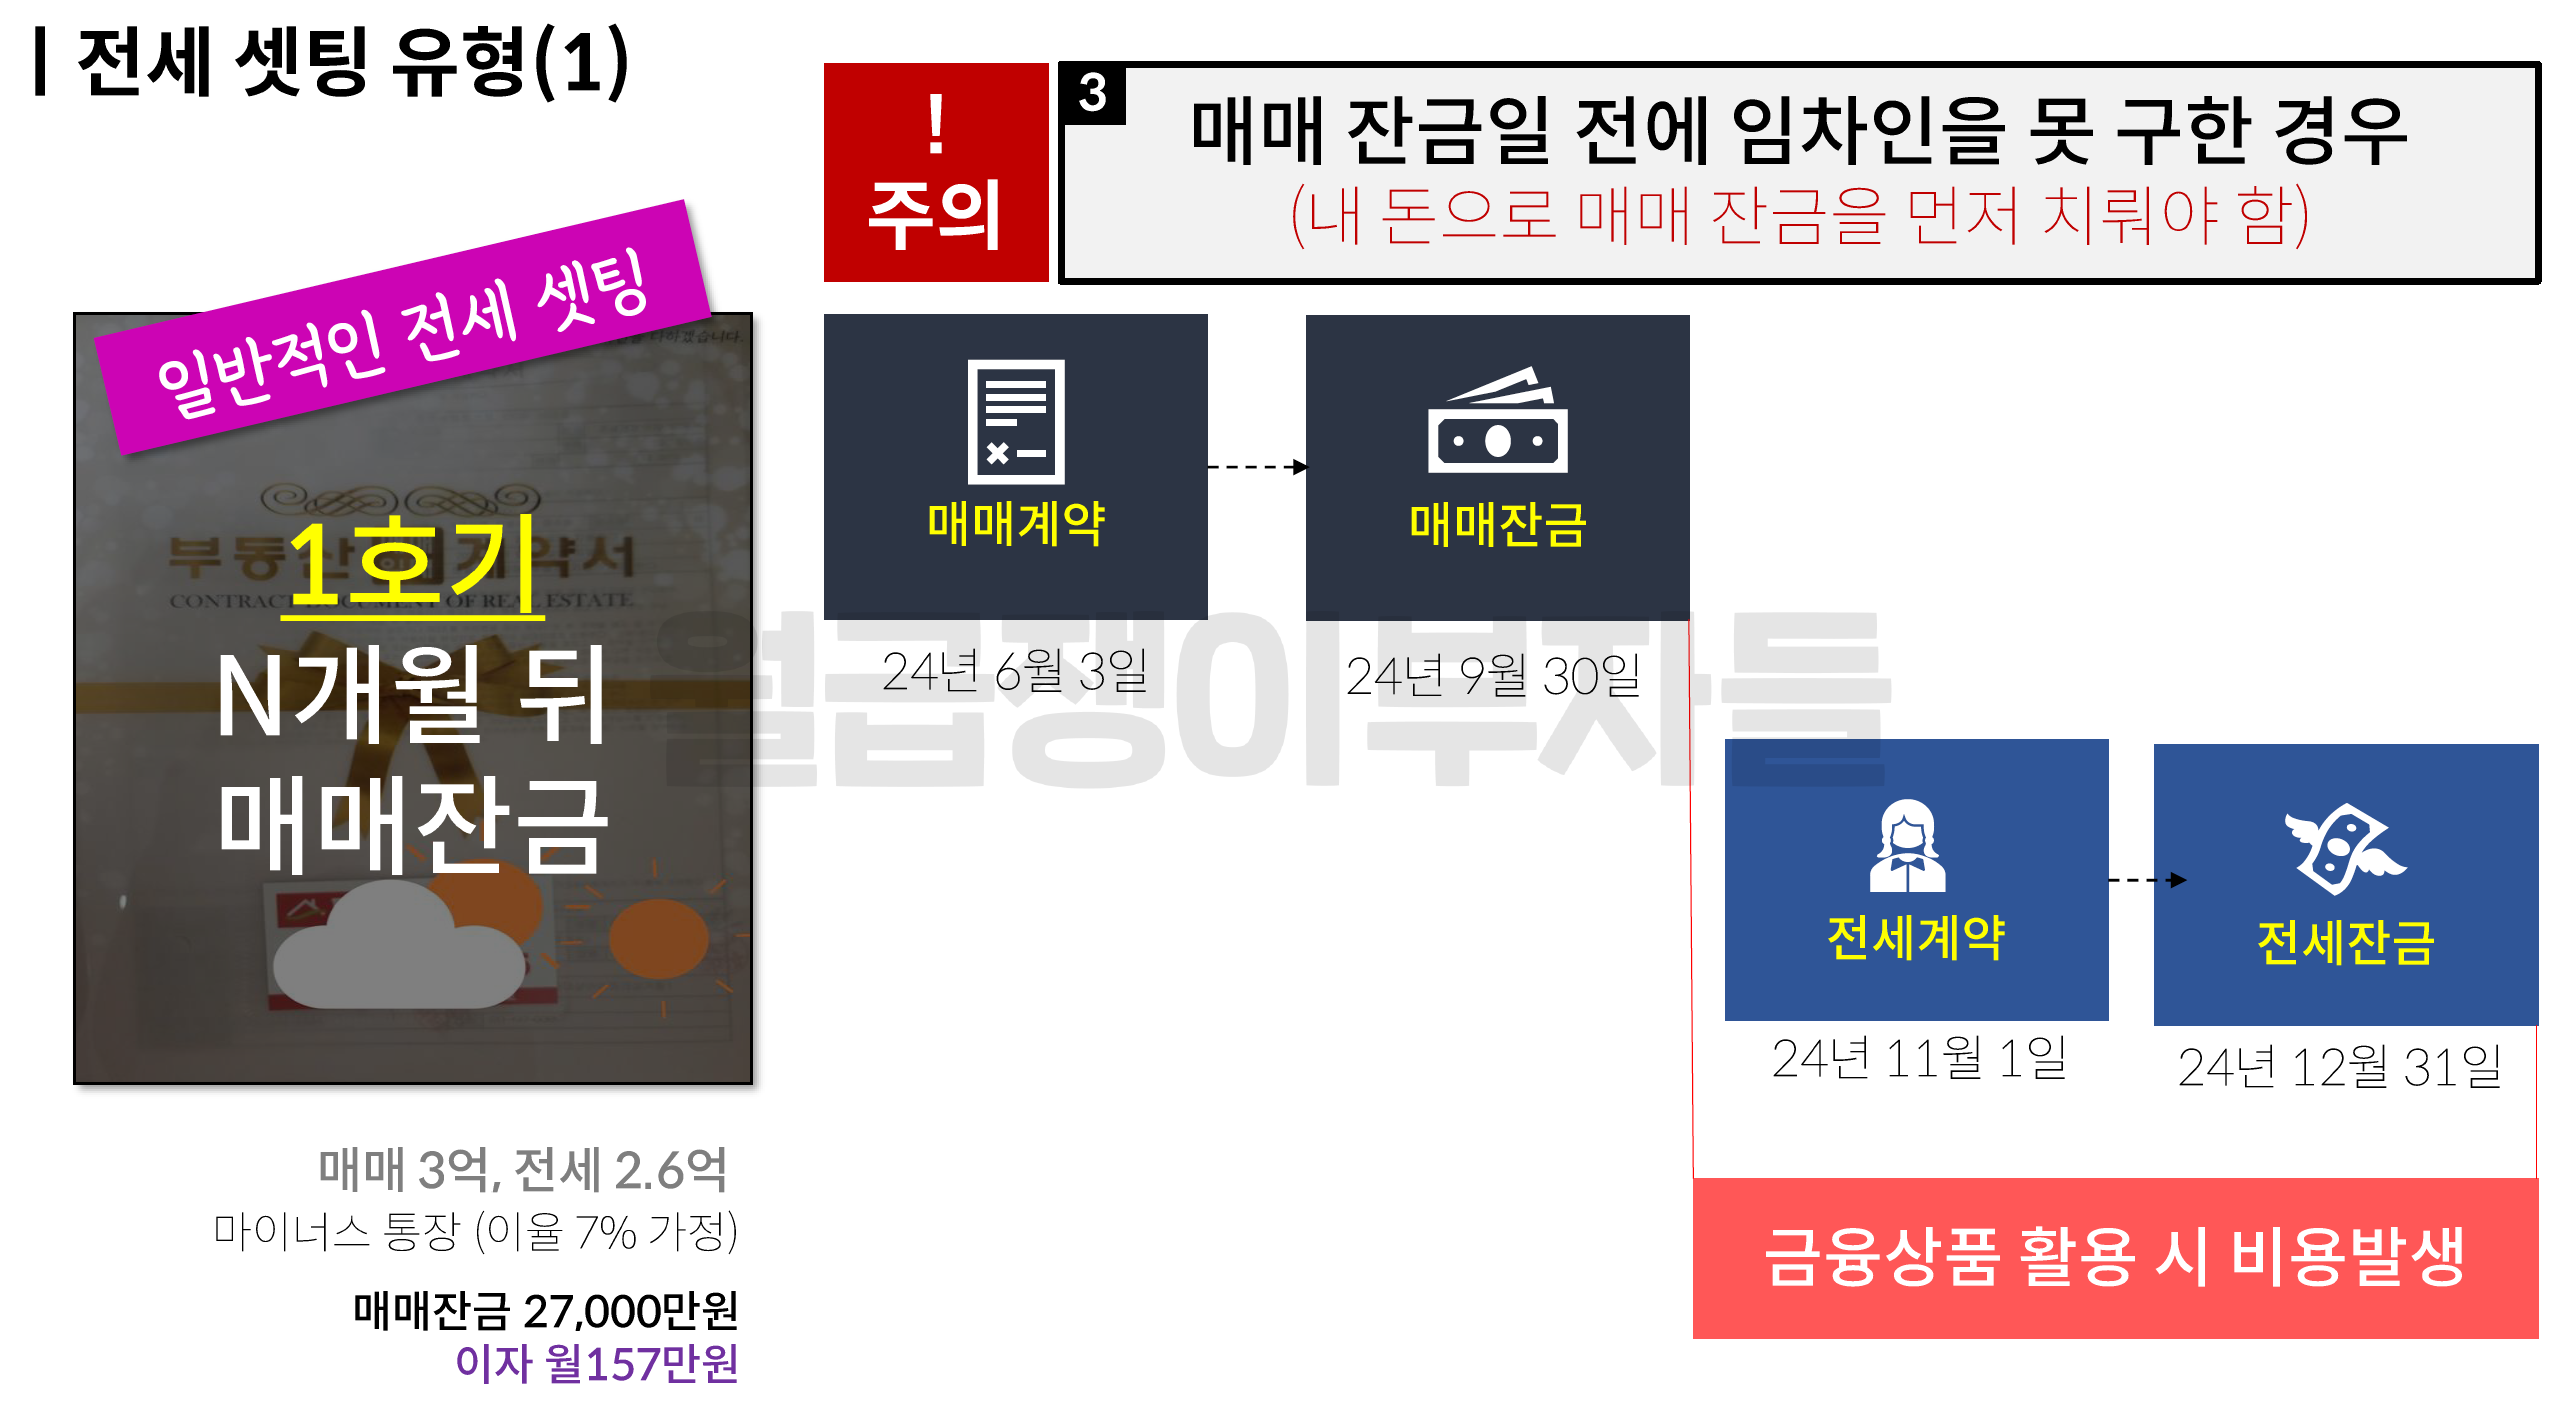 | 전세 셋팅 유형(1)
!
주의
3
매매 잔금일 전에 임차인을 못 구한 경우
(내 돈으로 매매 잔금을 먼저 치뤄야 함)
일반적인 전세 셋팅
다하겠습니다.
부동산 계약서
CONTRACT DOCUMENT OF REAL ESTATE
1호기
N개월 뒤
매매잔금
매매계약
매매잔금
24년 6월 3일
24년 9월 30일
월급쟁이부자들
전세계약
전세잔금
24년 11월 1일
24년 12월 31일
매매 3억, 전세 2.6억
마이너스 통장 (이율 7% 가정)
매매잔금 27,000만원
이자 월157만원
금융상품 활용 시 비용발생